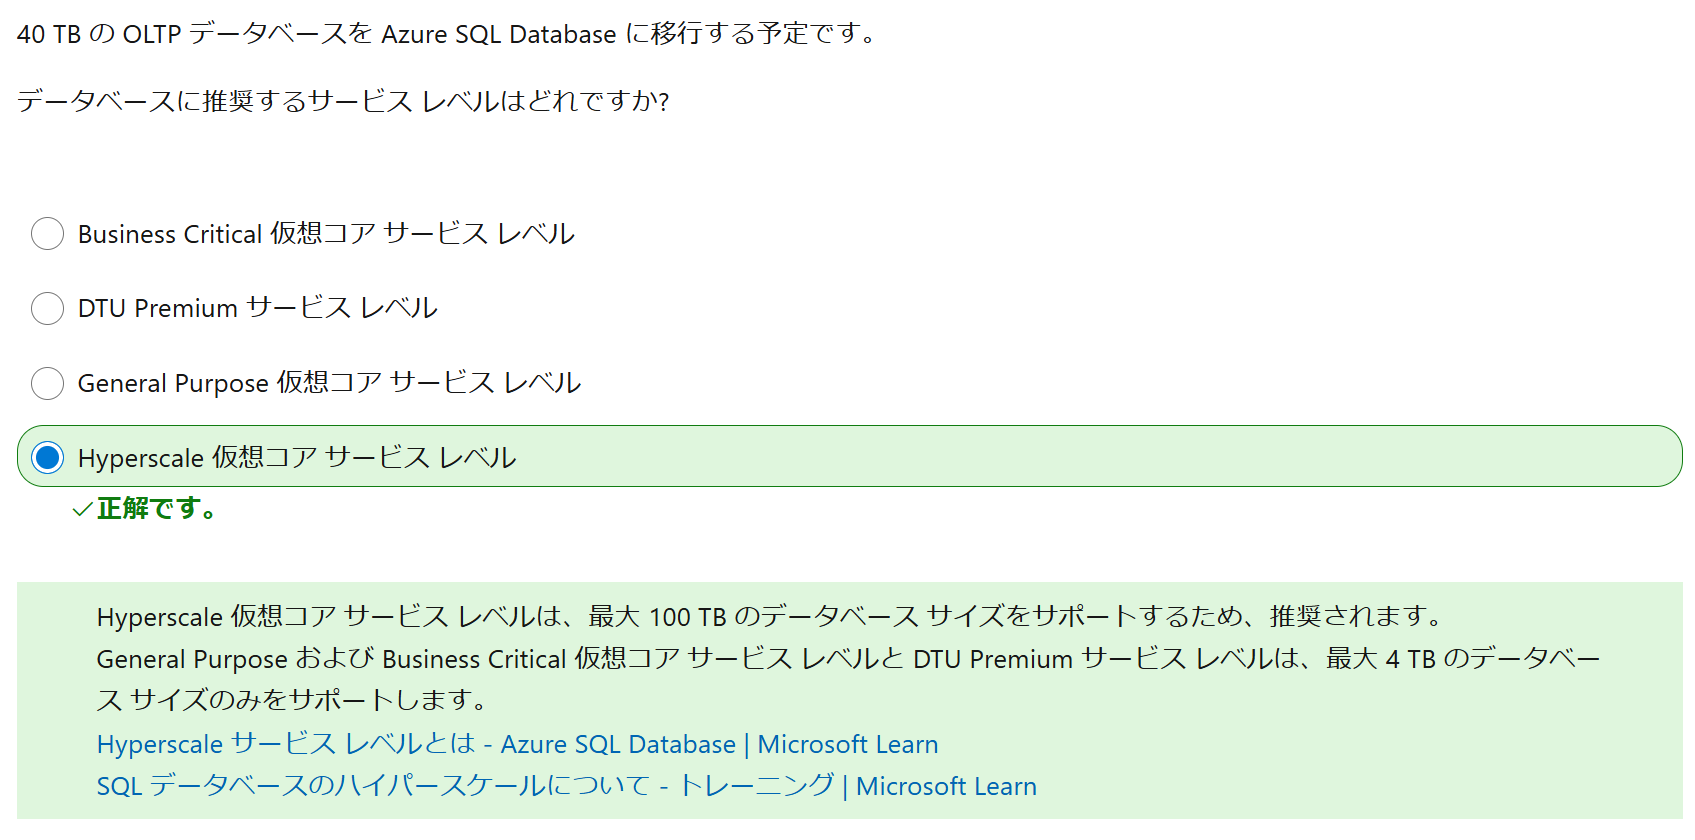 40 TB の OLTP データベースを Azure SQL Database に移行する予定です。
データベースに推奨するサービス レベルはどれですか?
Business Critical 仮想コア サービス レベル
DTU Premium サービス レベル
General Purpose 仮想コア サービス レベル
Hyperscale 仮想コア サービス レベル
正解です。
Hyperscale 仮想コア サービス レベルは、最大 100 TB のデータベース サイズをサポートするため、推奨されます。
General Purpose および Business Critical 仮想コア サービス レベルと DTU Premium サービス レベルは、最大 4 TB のデータベー
ス サイズのみをサポートします。
Hyperscale サービス レベルとは - Azure SQL Database | Microsoft Learn
SQL データベースのハイパースケールについて - トレーニング | Microsoft Learn